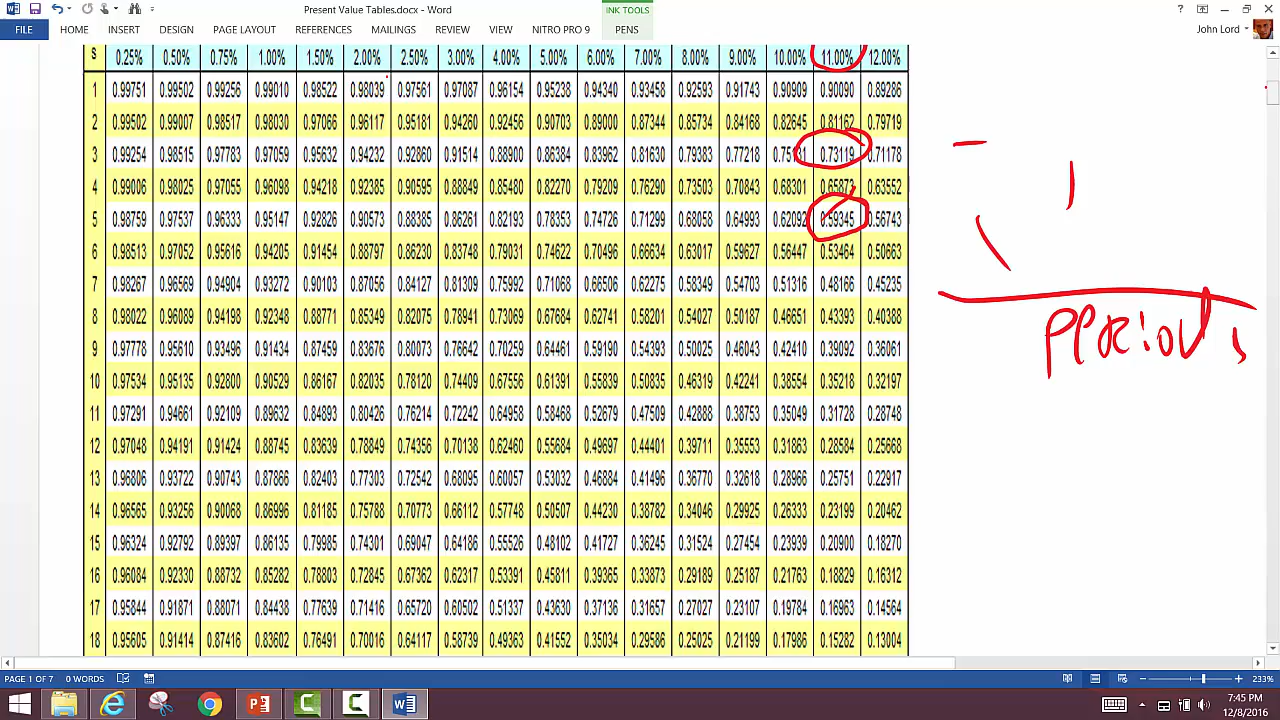 Present Value Tables.docx - Word
INK TOOLS
FILE HOME INSERT DESIGN PAGE LAYOUT REFERENCES MAILINGS REVIEW VIEW NITRO PRO 9 PENS John Lord
S 0.25% 0.50% 0.75% 1.00% 1.50% 2.00% 2.50% 3.00% 4.00% 5.00% 6.00% 7.00% 8.00% 9.00% 10.00% 11.00% 12.00%
1 0.99751 0.99502 0.99256 0.99010 0.98522 0.98039 0.97561 0.97087 0.96154 0.95238 0.94340 0.93458 0.92593 0.91743 0.90909 0.90090 0.89286
2 0.99502 0.99007 0.98517 0.98030 0.97066 0.96117 0.95181 0.94260 0.92456 0.90703 0.89000 0.87344 0.85734 0.84168 0.82645 0.81162 0.79719
3 0.99254 0.98515 0.97783 0.97059 0.95632 0.94232 0.92860 0.91514 0.88900 0.86384 0.83962 0.81630 0.79383 0.77218 0.75131 0.73119 0.71178
4 0.99006 0.98025 0.97055 0.96098 0.94218 0.92385 0.90595 0.88849 0.85480 0.82270 0.79209 0.76290 0.73503 0.70843 0.68301 0.65873 0.63552
5 0.98759 0.97537 0.96333 0.95147 0.92826 0.90573 0.88385 0.86261 0.82193 0.78353 0.74726 0.71299 0.68058 0.64993 0.62092 0.59345 0.56743
6 0.98513 0.97052 0.95616 0.94205 0.91454 0.88797 0.86230 0.83748 0.79031 0.74622 0.70496 0.66634 0.63017 0.59627 0.56447 0.53464 0.50663
7 0.98267 0.96569 0.94904 0.93272 0.90103 0.87056 0.84127 0.81309 0.75992 0.71068 0.66506 0.62275 0.58349 0.54703 0.51316 0.48166 0.45235
8 0.98022 0.96089 0.94198 0.92348 0.88771 0.85349 0.82075 0.78941 0.73069 0.67684 0.62741 0.58201 0.54027 0.50187 0.46651 0.43393 0.40388
9 0.97778 0.95610 0.93496 0.91434 0.87459 0.83676 0.80073 0.76642 0.70259 0.64461 0.59190 0.54393 0.50025 0.46043 0.42410 0.39092 0.36061
10 0.97534 0.95135 0.92800 0.90529 0.86167 0.82035 0.78120 0.74409 0.67556 0.61391 0.55839 0.50835 0.46319 0.42241 0.38554 0.35218 0.32197
11 0.97291 0.94661 0.92109 0.89632 0.84893 0.80426 0.76214 0.72242 0.64958 0.58468 0.52679 0.47509 0.42888 0.38753 0.35049 0.31728 0.28748
12 0.97048 0.94191 0.91424 0.88745 0.83639 0.78849 0.74356 0.70138 0.62460 0.55684 0.49697 0.44401 0.39711 0.35553 0.31863 0.28584 0.25668
13 0.96806 0.93722 0.90743 0.87866 0.82403 0.77303 0.72542 0.68095 0.60057 0.53032 0.46884 0.41496 0.36770 0.32618 0.28966 0.25751 0.22917
14 0.96565 0.93256 0.90068 0.86996 0.81185 0.75788 0.70773 0.66112 0.57748 0.50507 0.44230 0.38782 0.34046 0.29925 0.26333 0.23199 0.20462
15 0.96324 0.92792 0.89397 0.86135 0.79985 0.74301 0.69047 0.64186 0.55526 0.48102 0.41727 0.36245 0.31524 0.27454 0.23939 0.20900 0.18270
16 0.96084 0.92330 0.88732 0.85282 0.78803 0.72845 0.67362 0.62317 0.53391 0.45811 0.39365 0.33873 0.29189 0.25187 0.21763 0.18829 0.16312
17 0.95844 0.91871 0.88071 0.84438 0.77639 0.71416 0.65720 0.60502 0.51337 0.43630 0.37136 0.31657 0.27027 0.23107 0.19784 0.16963 0.14564
18 0.95605 0.91414 0.87416 0.83602 0.76491 0.70016 0.64117 0.58739 0.49363 0.41552 0.35034 0.29586 0.25025 0.21199 0.17986 0.15282 0.13004
PAGE 1 OF 7 0 WORDS 233%
7:45 PM
12/8/2016